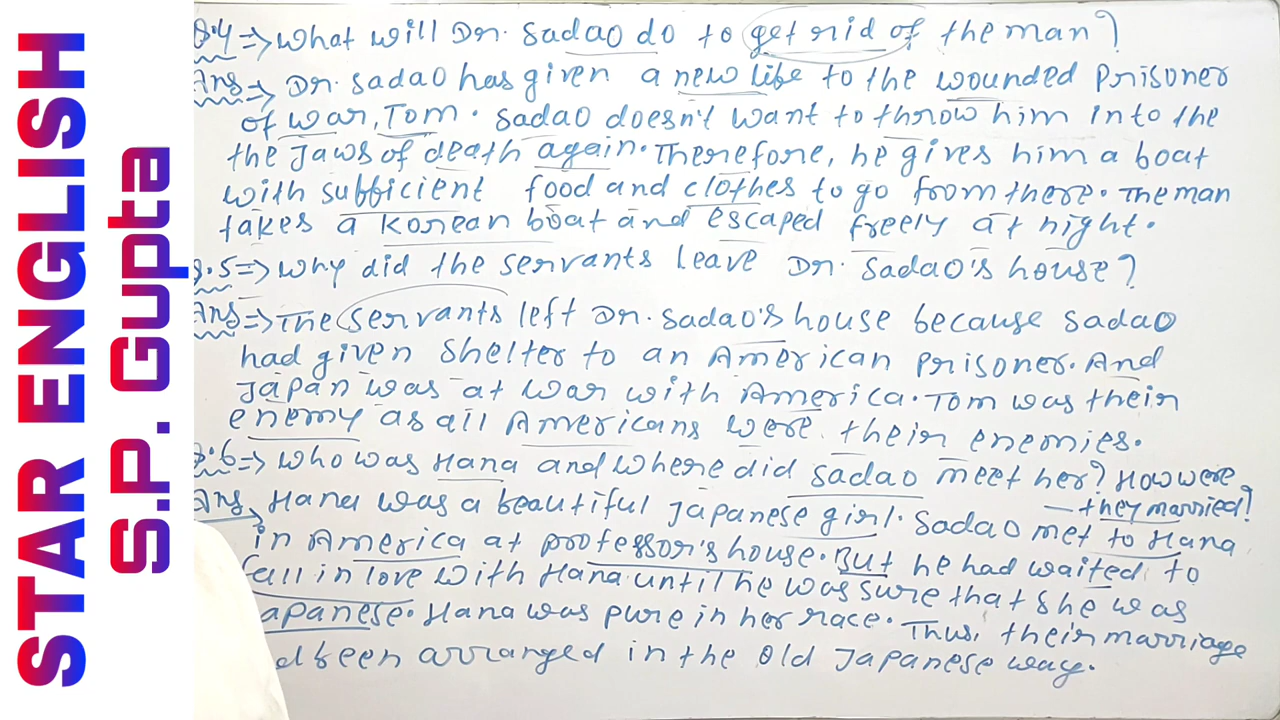 STAR ENGLISH
S.P. Gupta
Q.4 => What will Dr. Sadao do to get rid of the man?
Ans => Dr. Sadao has given a new life to the wounded prisoner
of war, Tom. Sadao doesn't want to throw him into the
the jaws of death again. Therefore, he gives him a boat
with sufficient food and clothes to go from there. The man
takes a Korean boat and escaped freely at night.
Q.5 => Why did the servants leave Dr. Sadao's house?
Ans => The servants left Dr. Sadao's house because Sadao
had given shelter to an American prisoner. And
Japan was at war with America. Tom was their
enemy as all Americans were their enemies.
Q.6 => Who was Hana and where did Sadao meet her? How were
— they married?
Ans Hana was a beautiful Japanese girl. Sadao met to Hana
in America at professor's house. But he had waited to
fall in love with Hana until he was sure that she was
apanese. Hana was pure in her race. Thus, their marriage
d been arranged in the old Japanese way.